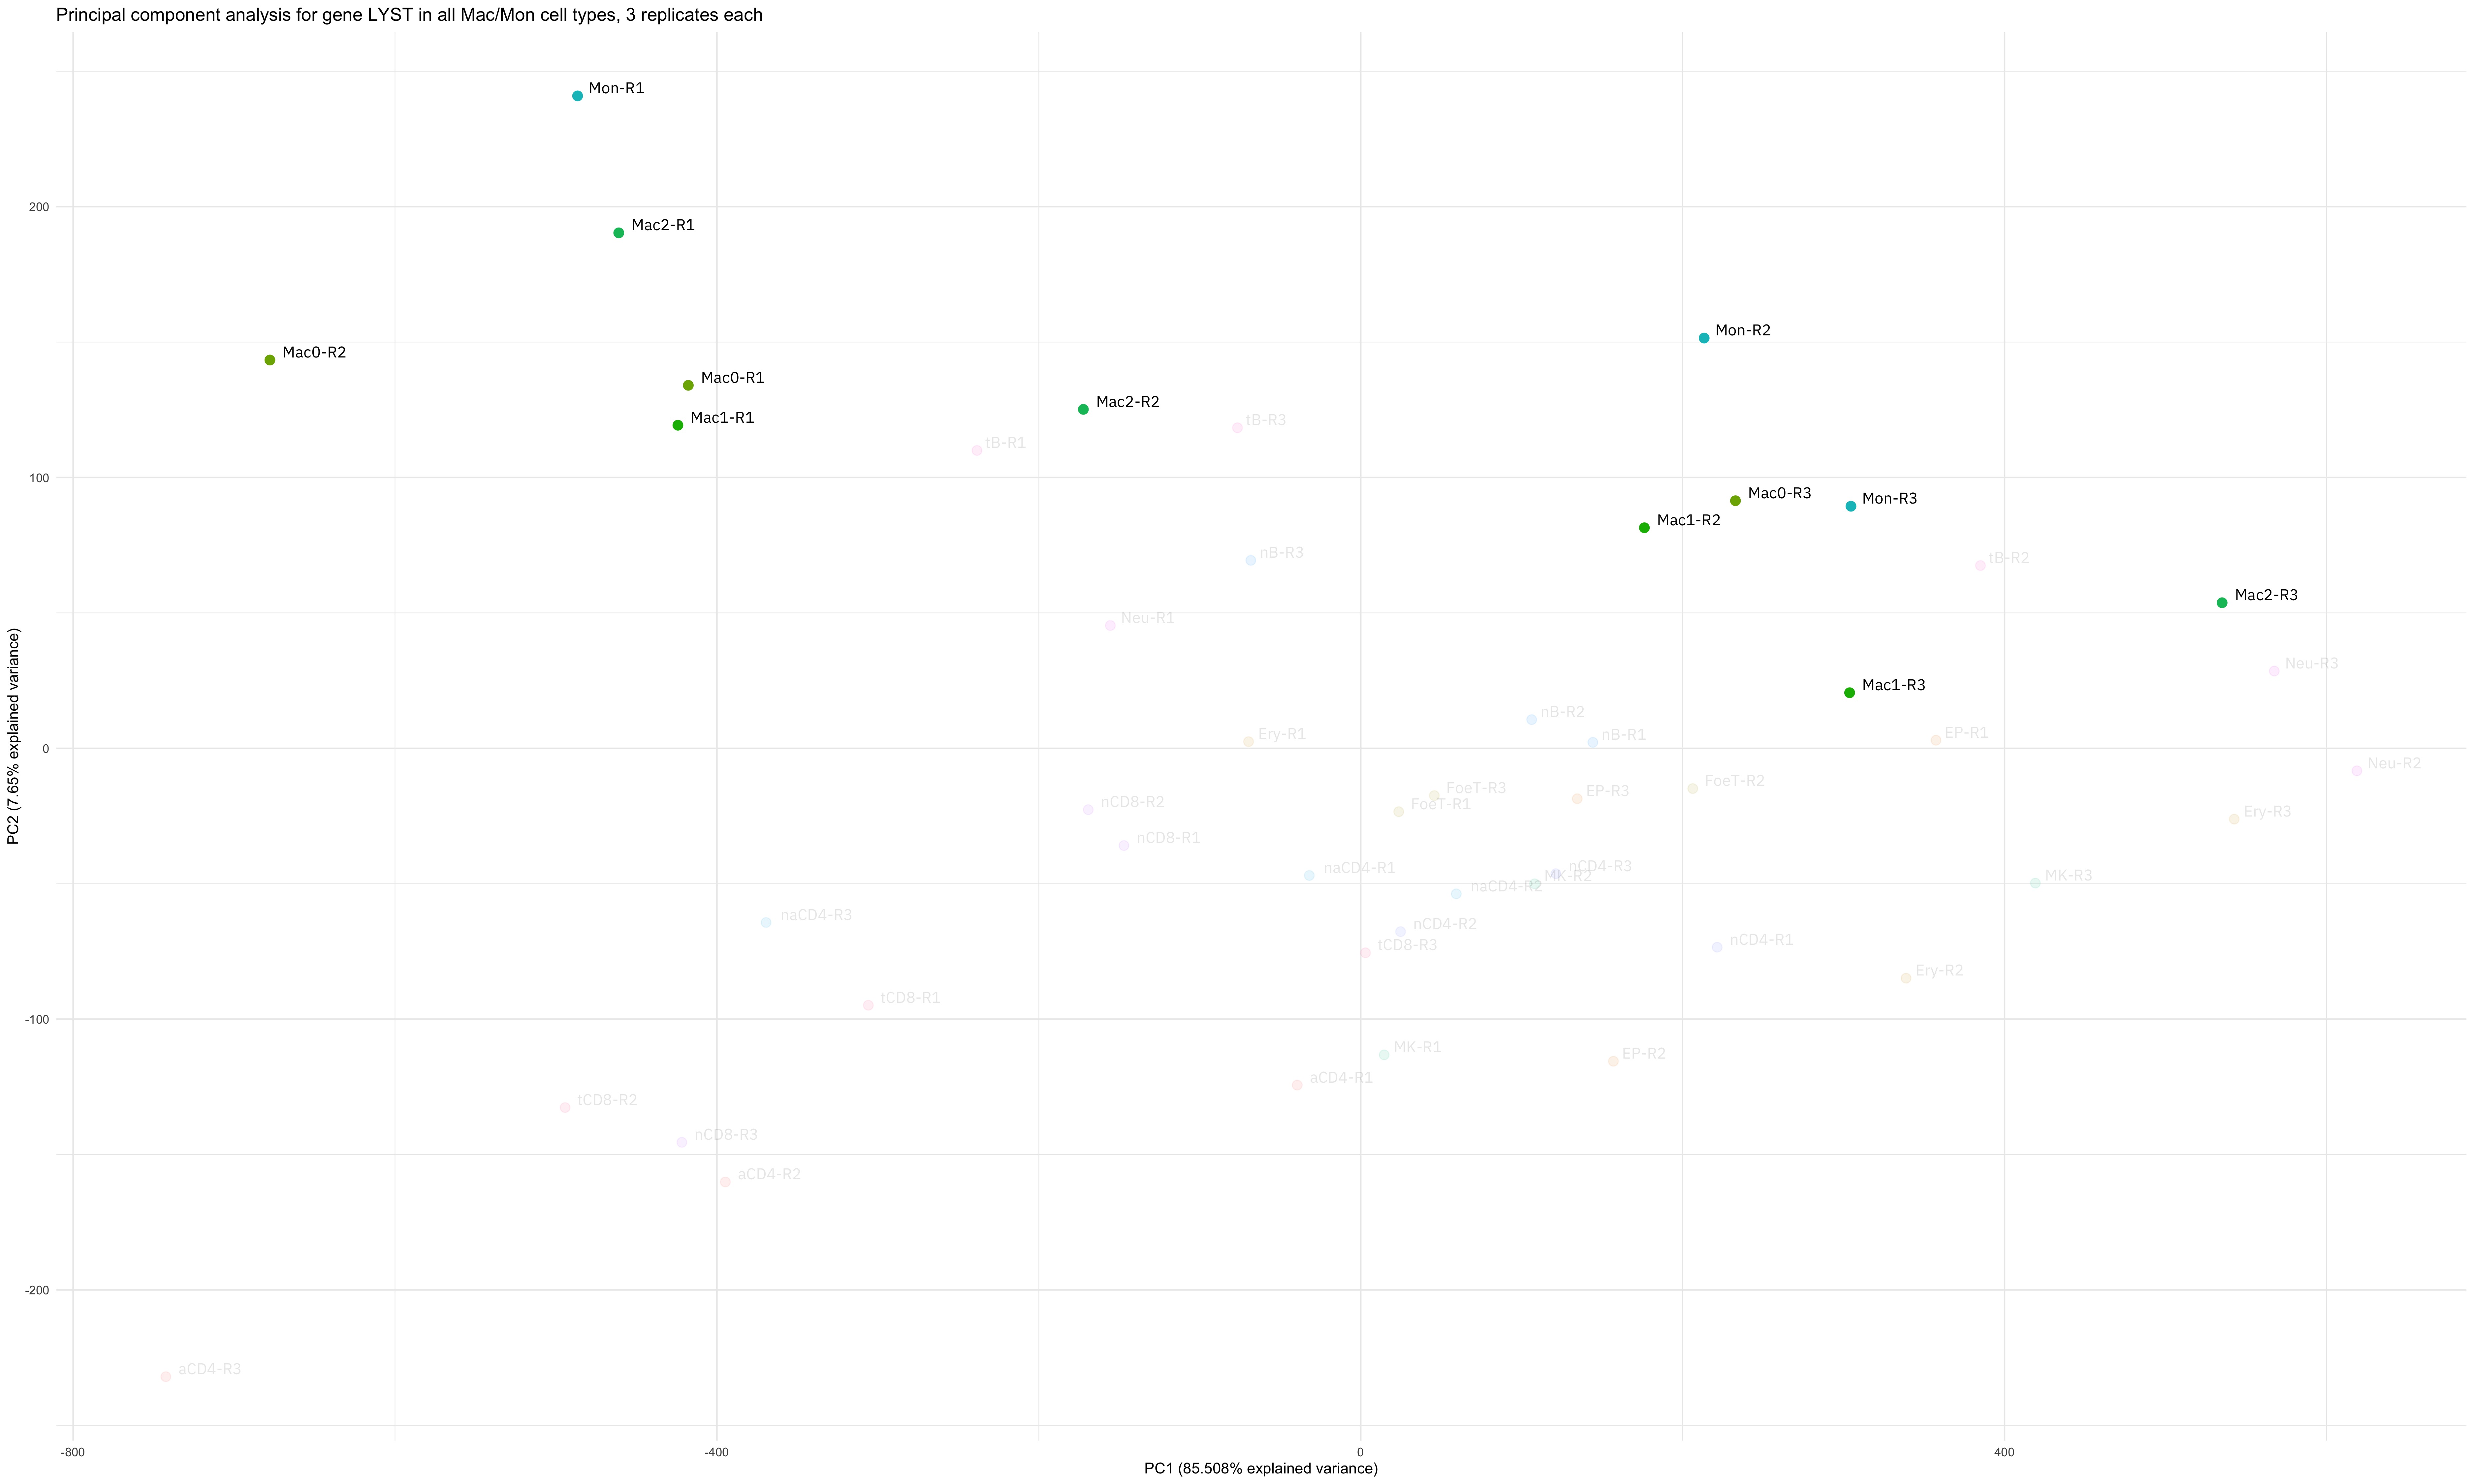 Principal component analysis for gene LYST in all Mac/Mon cell types, 3 replicates each
Mon-R1
200
Mac2-R1
Mon-R2
Mac0-R2
Mac0-R1
Mac2-R2
Mac1-R1
tB-R3
tB-R1
100
Mac0-R3
Mon-R3
Mac1-R2
nB-R3
tB-R2
Mac2-R3
Neu-R1
Neu-R3
Mac1-R3
nB-R2
Ery-R1
nB-R1
EP-R1
0
Neu-R2
FoeT-R2
FoeT-R3
EP-R3
nCD8-R2
FoeT-R1
Ery-R3
nCD8-R1
nCD4-R3
naCD4-R1
MK-R2
MK-R3
naCD4-R2
naCD4-R3
nCD4-R2
nCD4-R1
tCD8-R3
Ery-R2
tCD8-R1
-100
MK-R1
EP-R2
aCD4-R1
tCD8-R2
nCD8-R3
aCD4-R2
-200
aCD4-R3
-800
-400
0
400
PC1 (85.508% explained variance)
PC2 (7.65% explained variance)